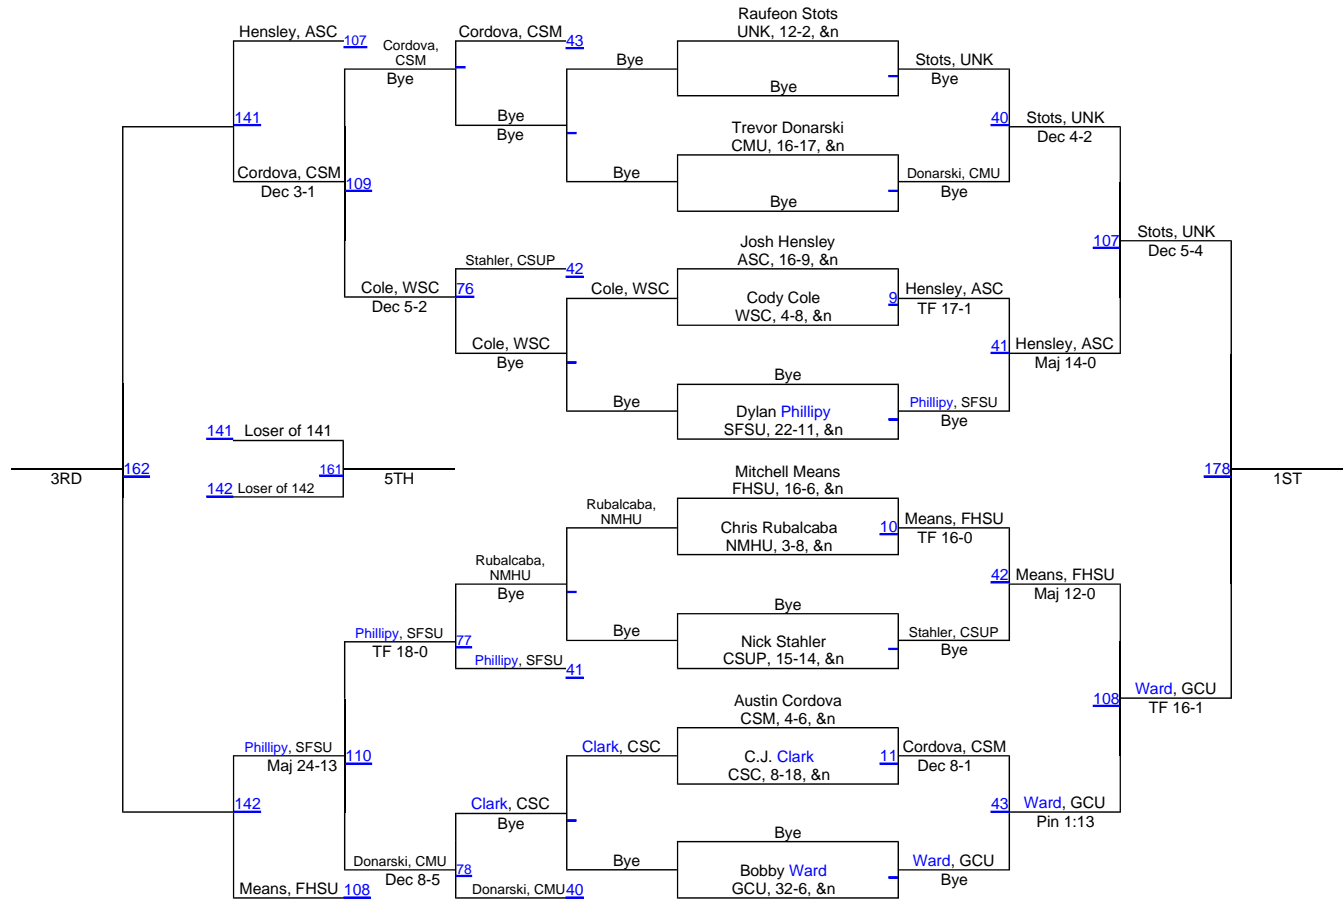 Raufeon Stots
Hensley, ASC 107 Cordova, CSM 43 UNK, 12-2, &n
Cordova,
CSM
Bye Bye Stots, UNK
Bye Bye
141 Bye 40 Stots, UNK
Bye Trevor Donarski Dec 4-2
CMU, 16-17, &n
Cordova, CSM Bye Donarski, CMU
Dec 3-1 109 Bye Bye
Stots, UNK
107 Dec 5-4
Josh Hensley
Stahler, CSUP 42 ASC, 16-9, &n
Cole, WSC 76 Cole, WSC Cody Cole 9 Hensley, ASC
Dec 5-2 WSC, 4-8, &n TF 17-1
Cole, WSC 41 Hensley, ASC
Bye Maj 14-0
Bye
Bye Dylan Phillipy Phillipy, SFSU
SFSU, 22-11, &n Bye
141 Loser of 141
162 161 178
3RD 5TH 1ST
142 Loser of 142
Mitchell Means
FHSU, 16-6, &n
Rubalcaba,
NMHU Chris Rubalcaba 10 Means, FHSU
NMHU, 3-8, &n TF 16-0
Rubalcaba,
NMHU 42 Means, FHSU
Bye Maj 12-0
Bye
Phillipy, SFSU 77 Bye Nick Stahler Stahler, CSUP
TF 18-0 CSUP, 15-14, &n Bye
Phillipy, SFSU 41
108 Ward, GCU
TF 16-1
Austin Cordova
CSM, 4-6, &n
Phillipy, SFSU 110 Clark, CSC C.J. Clark 11 Cordova, CSM
Maj 24-13 CSC, 8-18, &n Dec 8-1
142 Clark, CSC 43 Ward, GCU
Bye Pin 1:13
Bye
Donarski, CMU 78 Bye Bobby Ward Ward, GCU
Dec 8-5 GCU, 32-6, &n Bye
Means, FHSU 108 Donarski, CMU 40